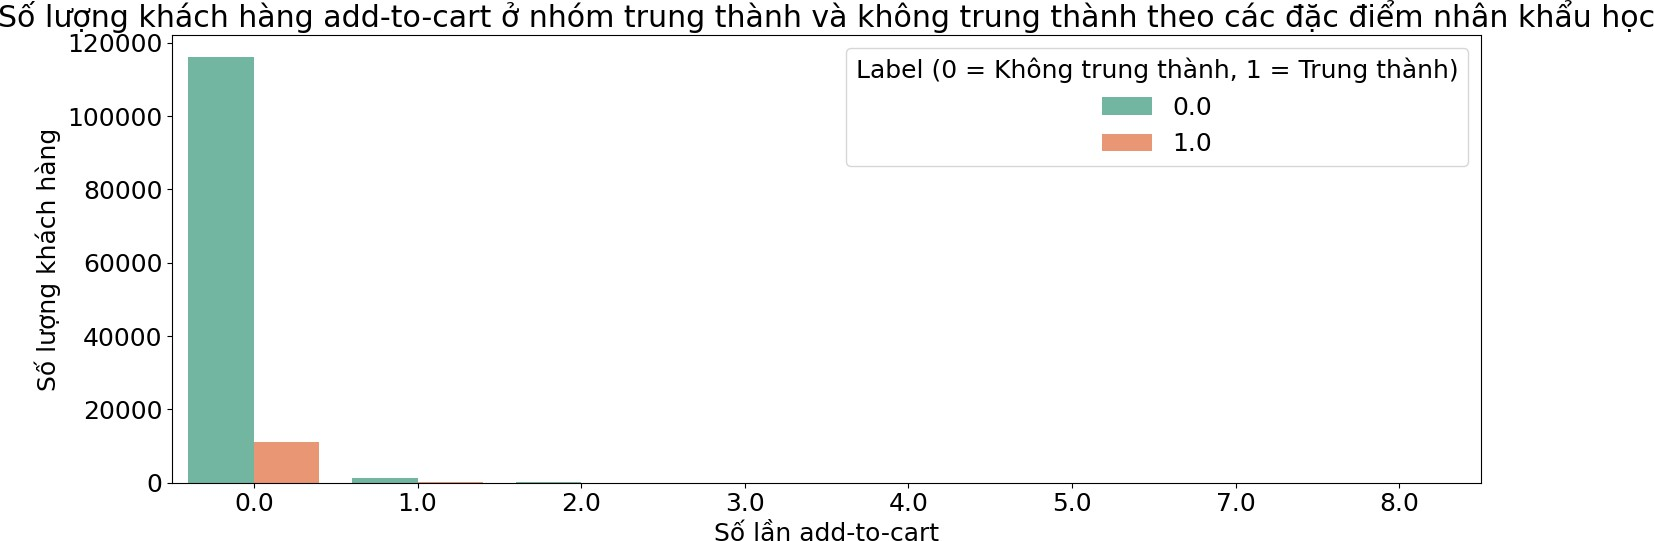 Số lượng khách hàng add-to-cart ở nhóm trung thành và không trung thành theo các đặc điểm nhân khẩu học
Label (0 = Không trung thành, 1 = Trung thành)
0.0
1.0
Số lượng khách hàng
120000
100000
80000
60000
40000
20000
0
0.0 1.0 2.0 3.0 4.0 5.0 7.0 8.0
Số lần add-to-cart